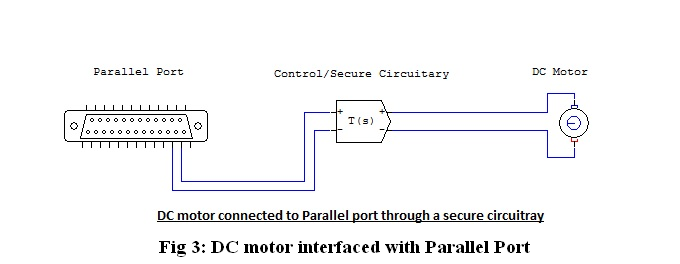 Parallel Port
Control/Secure Circuitary
DC Motor
+ +
T(s)
- -
DC motor connected to Parallel port through a secure circuitray
Fig 3: DC motor interfaced with Parallel Port